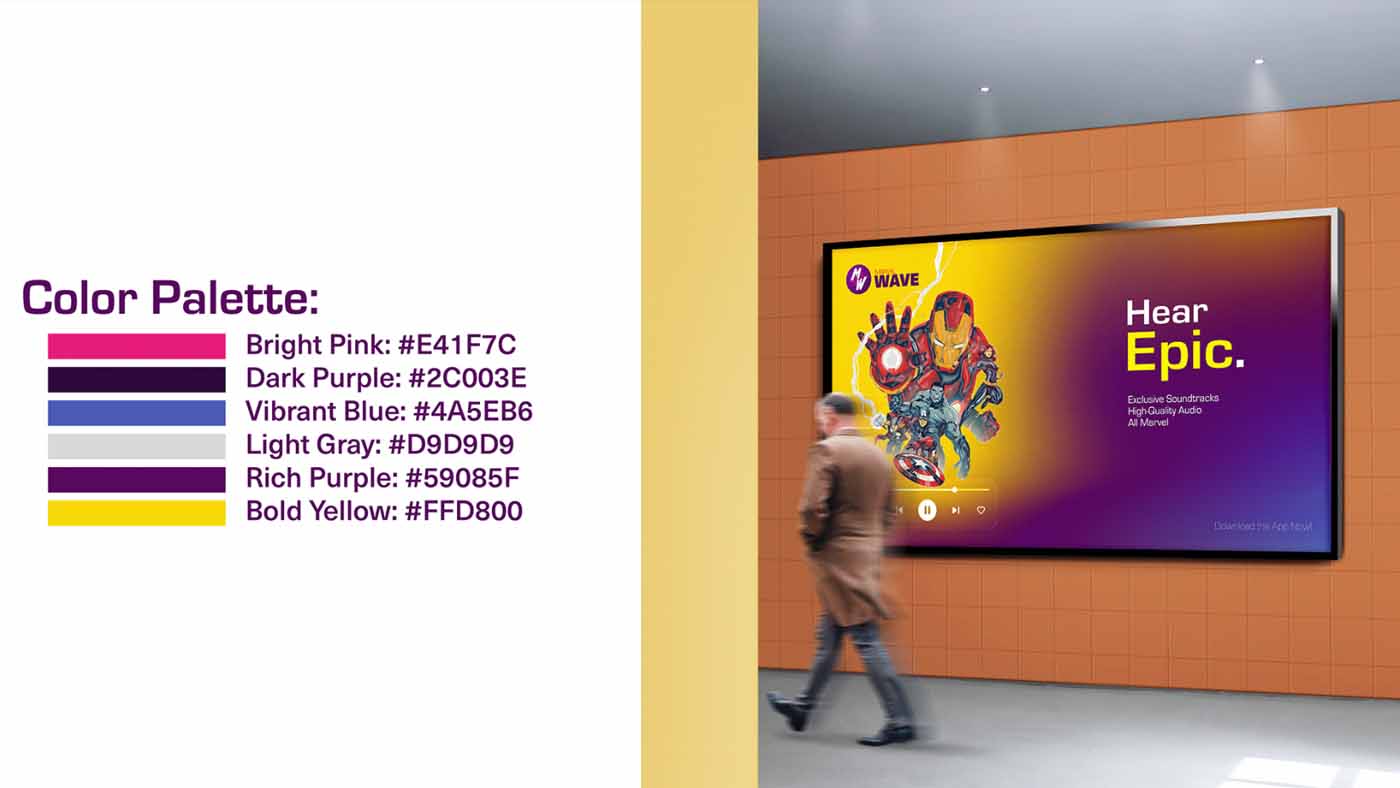 Color Palette:
Bright Pink: #E41F7C
Dark Purple: #2C003E
Vibrant Blue: #4A5EB6
Light Gray: #D9D9D9
Rich Purple: #59085F
Bold Yellow: #FFD800
MW
WAVE
Hear
Epic.
Exclusive Soundtracks
High-Quality Audio
All Marvel
Download the App Now!